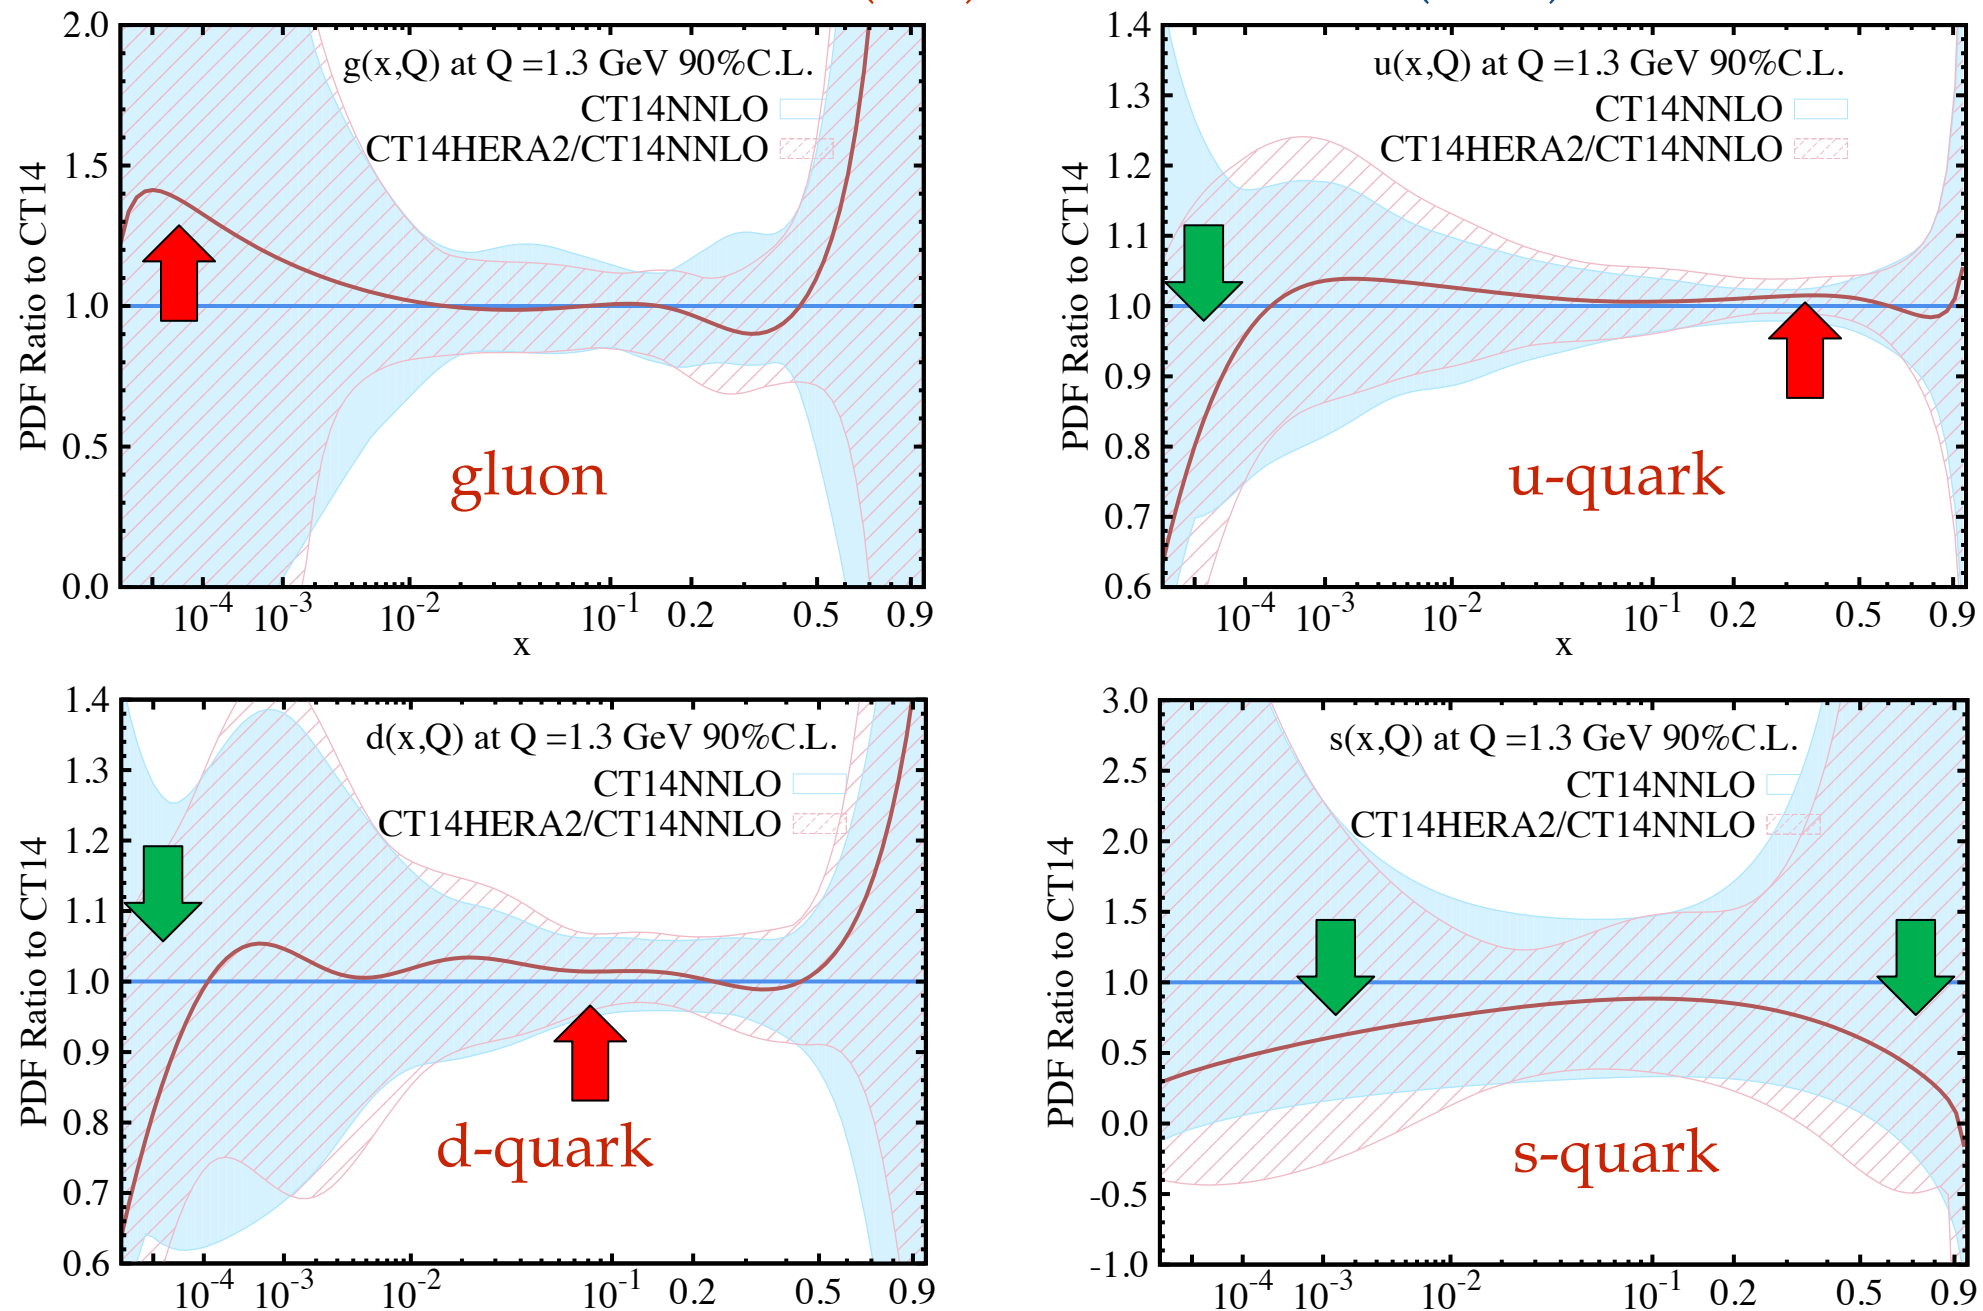 g(x,Q) at Q =1.3 GeV 90%C.L.
CT14NNLO
CT14HERA2/CT14NNLO
PDF Ratio to CT14
2.0
1.5
1.0
0.5
0.0
gluon
10-4 10-3 10-2 10-1 0.2 0.5 0.9
x
u(x,Q) at Q =1.3 GeV 90%C.L.
CT14NNLO
CT14HERA2/CT14NNLO
PDF Ratio to CT14
1.4
1.3
1.2
1.1
1.0
0.9
0.8
0.7
0.6
u-quark
10-4 10-3 10-2 10-1 0.2 0.5 0.9
x
d(x,Q) at Q =1.3 GeV 90%C.L.
CT14NNLO
CT14HERA2/CT14NNLO
PDF Ratio to CT14
1.4
1.3
1.2
1.1
1.0
0.9
0.8
0.7
0.6
d-quark
10-4 10-3 10-2 10-1 0.2 0.5 0.9
s(x,Q) at Q =1.3 GeV 90%C.L.
CT14NNLO
CT14HERA2/CT14NNLO
PDF Ratio to CT14
3.0
2.5
2.0
1.5
1.0
0.5
0.0
-0.5
-1.0
s-quark
10-4 10-3 10-2 10-1 0.2 0.5 0.9